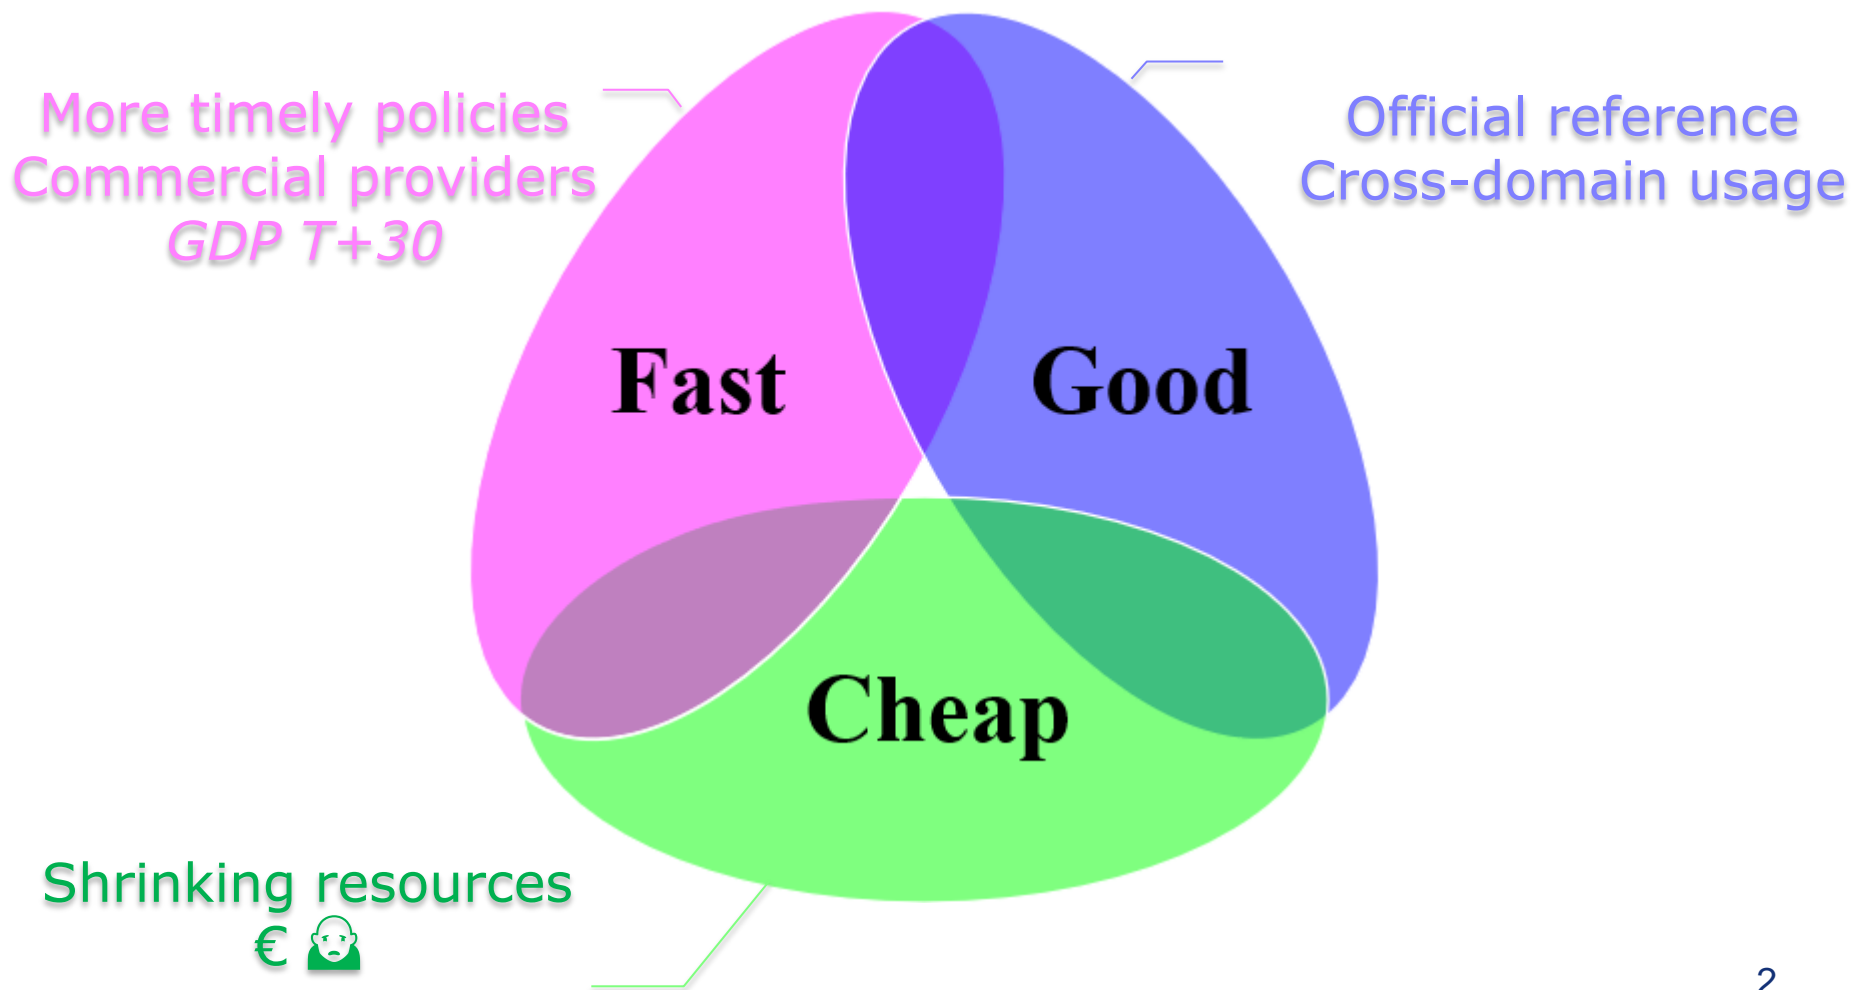 More timely policies
Commercial providers
GDP T+30
Official reference
Cross-domain usage
Fast
Good
Cheap
Shrinking resources
€
2